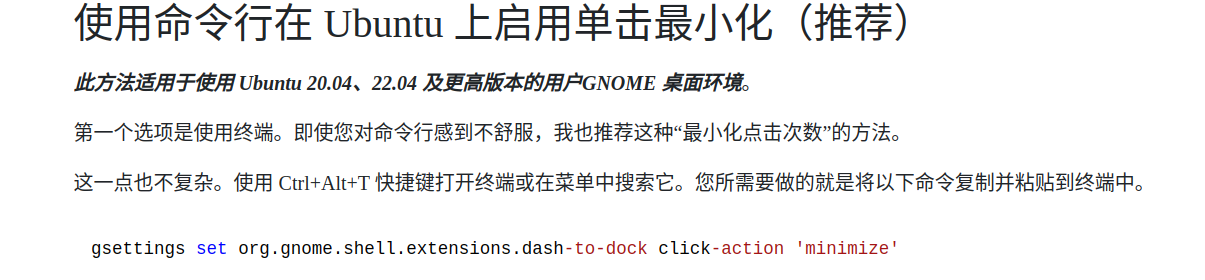 使用命令行在 Ubuntu 上启用单击最小化（推荐）
此方法适用于使用 Ubuntu 20.04、22.04 及更高版本的用户GNOME 桌面环境。
第一个选项是使用终端。即使您对命令行感到不舒服，我也推荐这种“最小化点击次数”的方法。
这一点也不复杂。使用 Ctrl+Alt+T 快捷键打开终端或在菜单中搜索它。您所需要做的就是将以下命令复制并粘贴到终端中。
gsettings set org.gnome.shell.extensions.dash-to-dock click-action 'minimize'